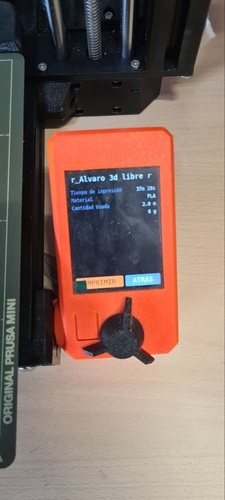 r_Alvaro 3d libre r
Tiempo de impresión 37m 28s
Material PLA
Cantidad usada 2.0 m
6 g
IMPRIMIR ATRÁS
ORIGINAL PRUSA MINI